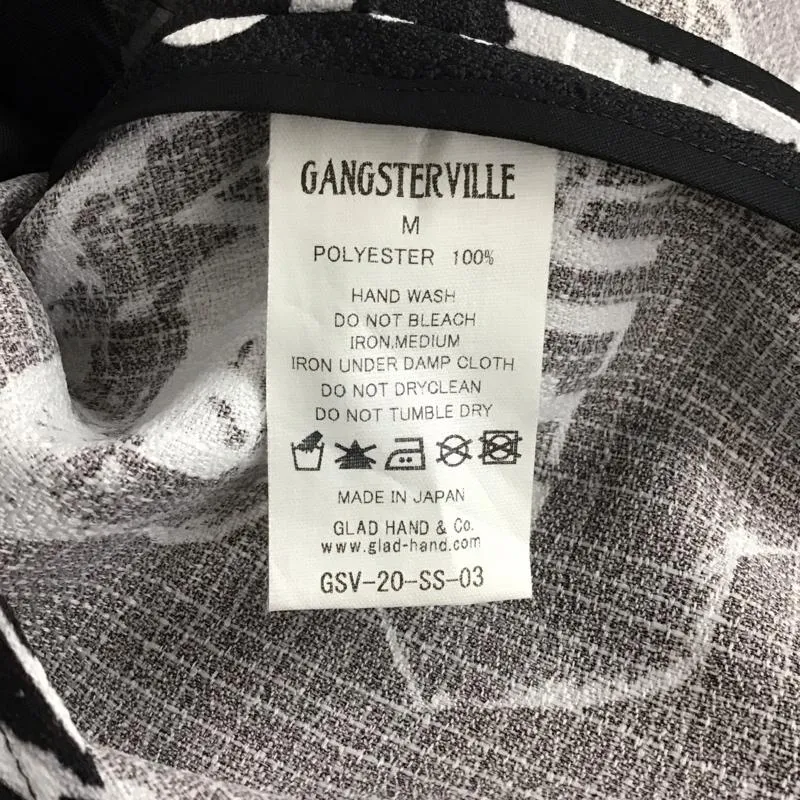 GANGSTERVILLE
M
POLYESTER 100%
HAND WASH
DO NOT BLEACH
IRON,MEDIUM
IRON UNDER DAMP CLOTH
DO NOT DRYCLEAN
DO NOT TUMBLE DRY
MADE IN JAPAN
GLAD HAND & Co.
www.glad-hand.com
GSV-20-SS-03